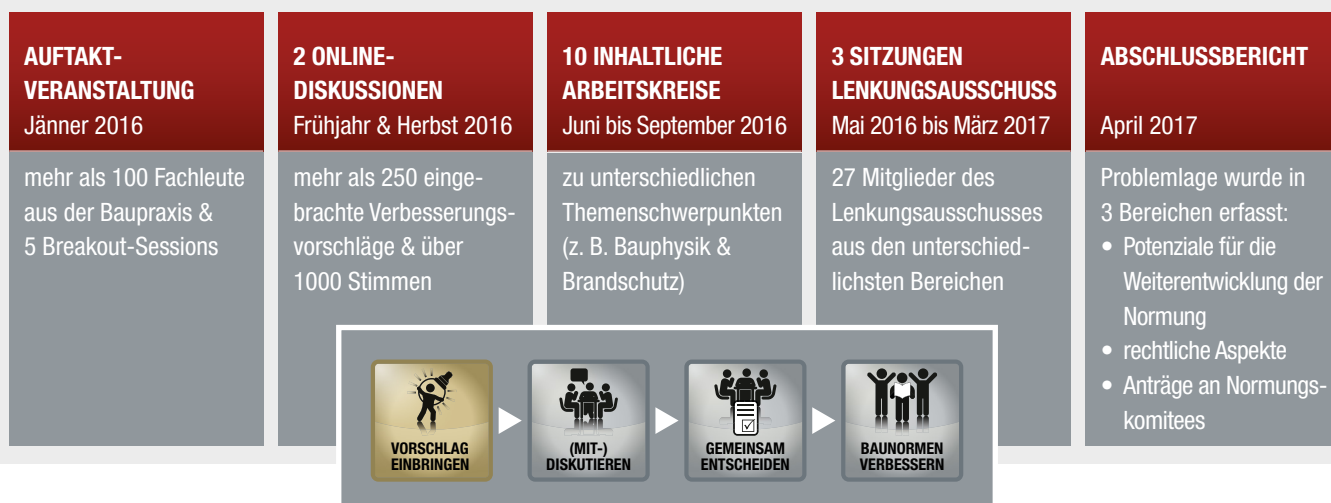 AUFTAKT-
VERANSTALTUNG
Jänner 2016
mehr als 100 Fachleute
aus der Baupraxis &
5 Breakout-Sessions
2 ONLINE-
DISKUSSIONEN
Frühjahr & Herbst 2016
mehr als 250 einge-
brachte Verbesserungs-
vorschläge & über
1000 Stimmen
10 INHALTLICHE
ARBEITSKREISE
Juni bis September 2016
zu unterschiedlichen
Themenschwerpunkten
(z. B. Bauphysik &
Brandschutz)
3 SITZUNGEN
LENKUNGSAUSSCHUSS
Mai 2016 bis März 2017
27 Mitglieder des
Lenkungsausschusses
aus den unterschied-
lichsten Bereichen
ABSCHLUSSBERICHT
April 2017
Problemlage wurde in
3 Bereichen erfasst:
• Potenziale für die
Weiterentwicklung der
Normung
• rechtliche Aspekte
• Anträge an Normungs-
komitees
VORSCHLAG
EINBRINGEN
(MIT-)
DISKUTIEREN
GEMEINSAM
ENTSCHEIDEN
BAUNORMEN
VERBESSERN